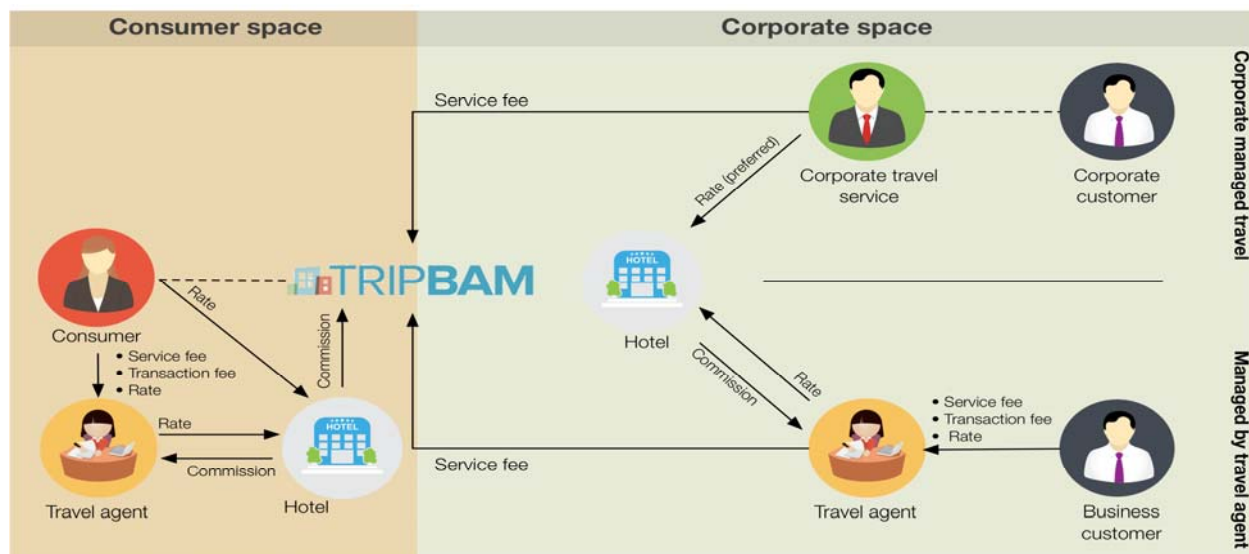 Consumer space
Corporate space
Corporate managed travel
Service fee
Rate (preferred)
Corporate travel
service
Corporate
customer
HOTEL
Hotel
TRIPBAM
Consumer
Rate
Commission
• Service fee
• Transaction fee
• Rate
Rate
Commission
HOTEL
Hotel
Travel agent
Rate
Commission
Service fee
• Service fee
• Transaction fee
• Rate
Travel agent
Business
customer
Managed by travel agent